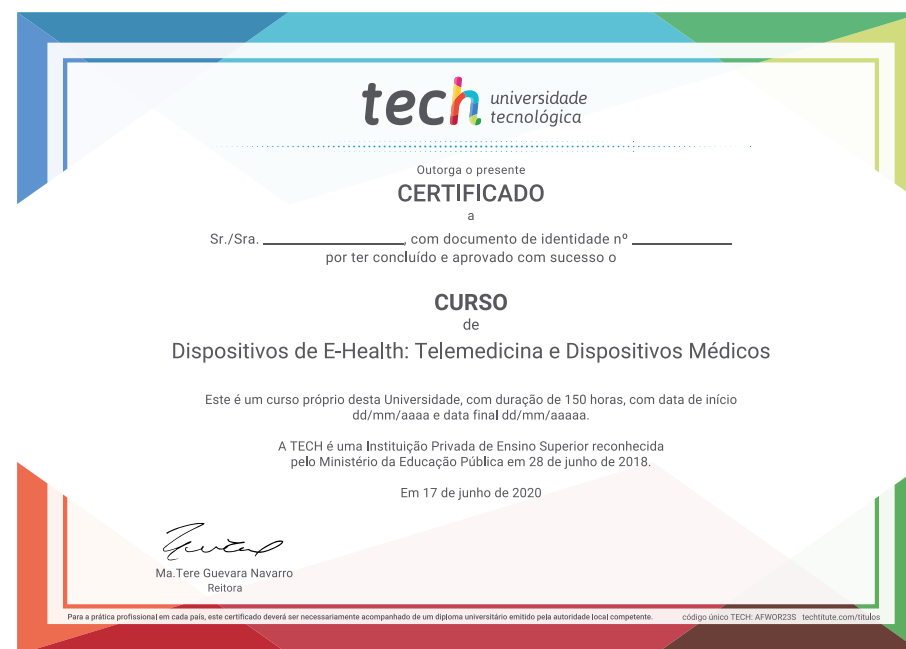 tech universidade
tecnológica
Outorga o presente
CERTIFICADO
a
Sr./Sra. ________________, com documento de identidade nº ___________
por ter concluído e aprovado com sucesso o
CURSO
de
Dispositivos de E-Health: Telemedicina e Dispositivos Médicos
Este é um curso próprio desta Universidade, com duração de 150 horas, com data de início
dd/mm/aaaa e data final dd/mm/aaaaa.
A TECH é uma Instituição Privada de Ensino Superior reconhecida
pelo Ministério da Educação Pública em 28 de junho de 2018.
Em 17 de junho de 2020
Ma.Tere Guevara Navarro
Reitora
Para a prática profissional em cada país, este certificado deverá ser necessariamente acompanhado de um diploma universitário emitido pela autoridade local competente. código único TECH: AFWOR23S techtitute.com/titulos